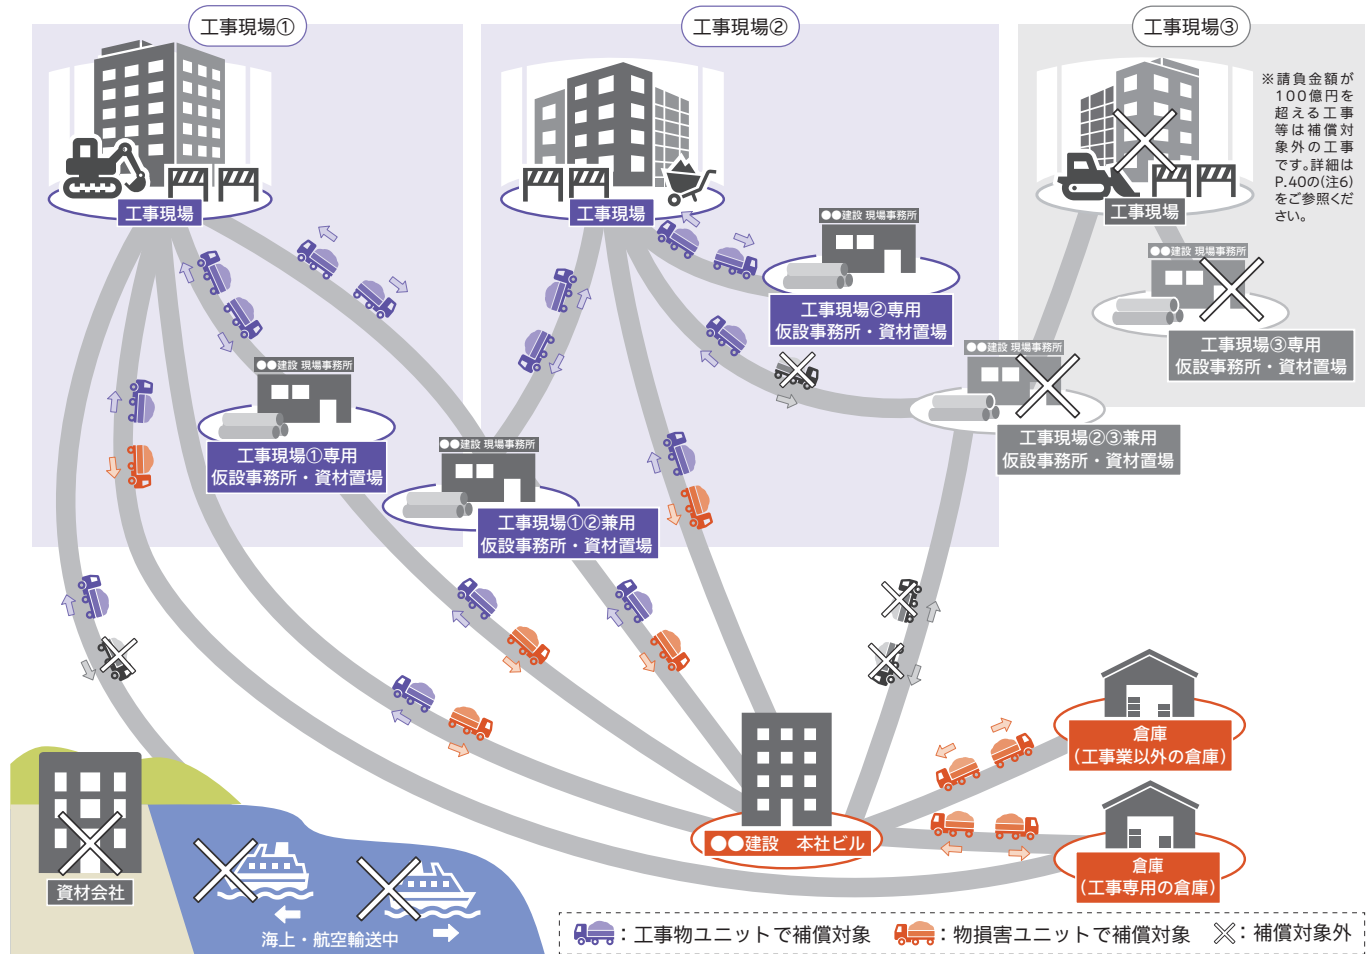 工事現場①
工事現場②
工事現場③
※請負金額が
100億円を
超える工事
等は補償対
象外の工事
です。詳細は
P.40の(注6)
をご参照くだ
さい。
工事現場
工事現場
工事現場
●●建設 現場事務所
工事現場②専用
仮設事務所・資材置場
●●建設 現場事務所
工事現場③専用
仮設事務所・資材置場
●●建設 現場事務所
工事現場①専用
仮設事務所・資材置場
●●建設 現場事務所
工事現場②③兼用
仮設事務所・資材置場
●●建設 現場事務所
工事現場①②兼用
仮設事務所・資材置場
倉庫
(工事業以外の倉庫)
●●建設 本社ビル
倉庫
(工事専用の倉庫)
資材会社
海上・航空輸送中
:工事物ユニットで補償対象
:物損害ユニットで補償対象
:補償対象外